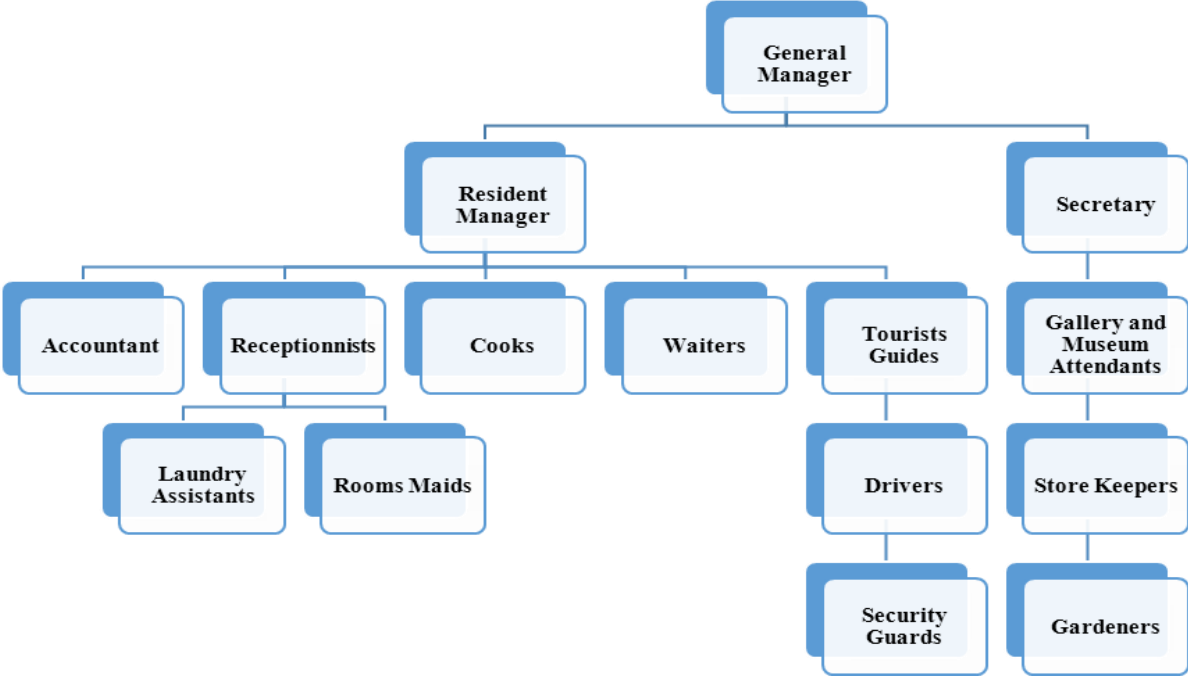 General
Manager
Resident
Manager
Secretary
Accountant
Receptionnists
Cooks
Waiters
Tourists
Guides
Gallery and
Museum
Attendants
Laundry
Assistants
Rooms Maids
Drivers
Store Keepers
Security
Guards
Gardeners